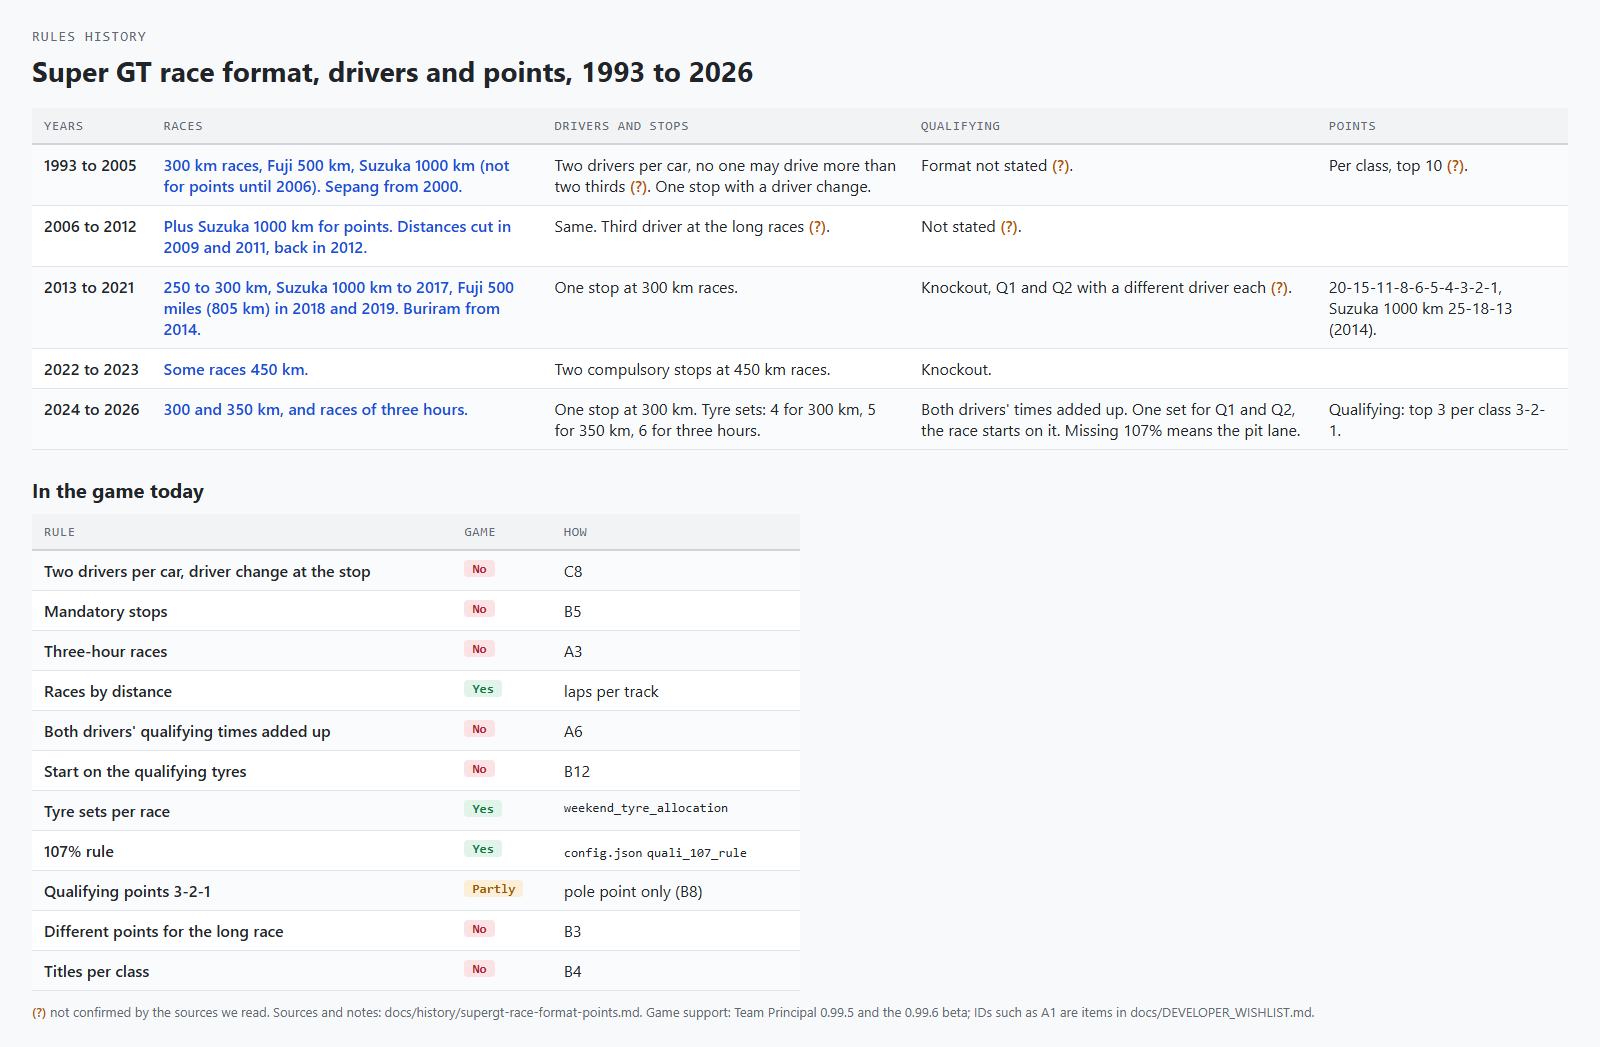 RULES HISTORY
Super GT race format, drivers and points, 1993 to 2026
YEARS RACES DRIVERS AND STOPS QUALIFYING POINTS
1993 to 2005 300 km races, Fuji 500 km, Suzuka 1000 km (not Two drivers per car, no one may drive more than Format not stated (?). Per class, top 10 (?).
for points until 2006). Sepang from 2000. two thirds (?). One stop with a driver change.
2006 to 2012 Plus Suzuka 1000 km for points. Distances cut in Same. Third driver at the long races (?). Not stated (?).
2009 and 2011, back in 2012.
2013 to 2021 250 to 300 km, Suzuka 1000 km to 2017, Fuji 500 One stop at 300 km races. Knockout, Q1 and Q2 with a different driver each (?). 20-15-11-8-6-5-4-3-2-1,
miles (805 km) in 2018 and 2019. Buriram from Suzuka 1000 km 25-18-13
2014. (2014).
2022 to 2023 Some races 450 km. Two compulsory stops at 450 km races. Knockout.
2024 to 2026 300 and 350 km, and races of three hours. One stop at 300 km. Tyre sets: 4 for 300 km, 5 Both drivers' times added up. One set for Q1 and Q2, Qualifying: top 3 per class 3-2-
for 350 km, 6 for three hours. the race starts on it. Missing 107% means the pit lane. 1.
In the game today
RULE GAME HOW
Two drivers per car, driver change at the stop No C8
Mandatory stops No B5
Three-hour races No A3
Races by distance Yes laps per track
Both drivers' qualifying times added up No A6
Start on the qualifying tyres No B12
Tyre sets per race Yes weekend_tyre_allocation
107% rule Yes config.json quali_107_rule
Qualifying points 3-2-1 Partly pole point only (B8)
Different points for the long race No B3
Titles per class No B4
(?) not confirmed by the sources we read. Sources and notes: docs/history/supergt-race-format-points.md. Game support: Team Principal 0.99.5 and the 0.99.6 beta; IDs such as A1 are items in docs/DEVELOPER_WISHLIST.md.